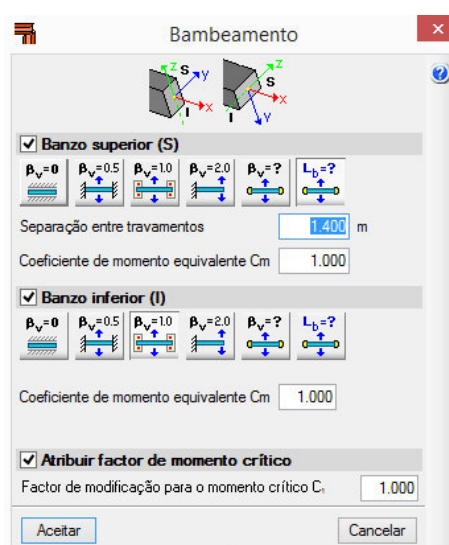 Bambeamento
z S y x I
z S x I y
Banzo superior (S)
βv=0 βv=0.5 βv=1.0 βv=2.0 βv=? Lb=?
Separação entre travamentos 1.400 m
Coeficiente de momento equivalente Cm 1.000
Banzo inferior (I)
βv=0 βv=0.5 βv=1.0 βv=2.0 βv=? Lb=?
Coeficiente de momento equivalente Cm 1.000
Atribuir factor de momento crítico
Factor de modificação para o momento crítico C₁ 1.000
Aceitar Cancelar